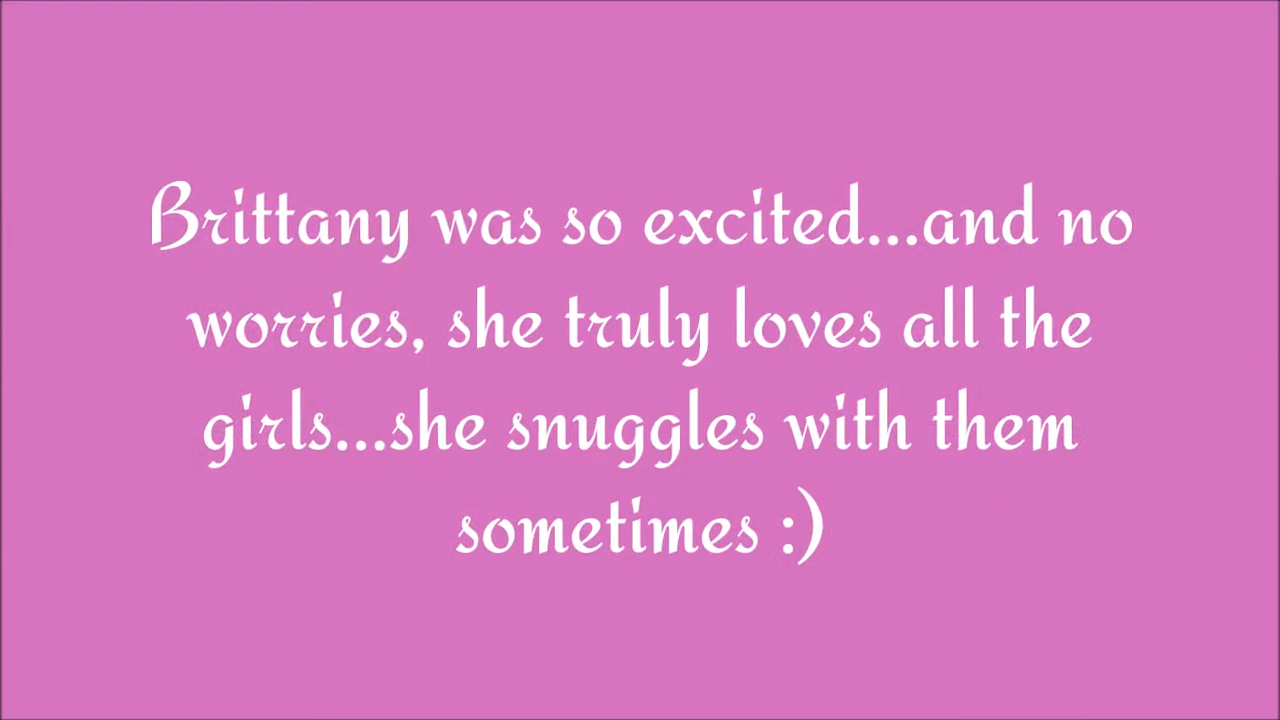 Brittany was so excited...and no
worries, she truly loves all the
girls...she snuggles with them
sometimes :)